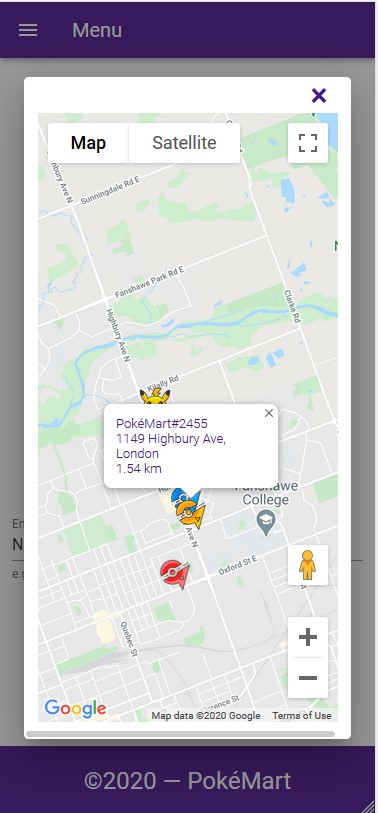 Menu
×
Map
Satellite
Sunningdale Rd E
Highbury Ave N
Fanshawe Park Rd E
Clarke Rd
Highbury Ave N
Kilally Rd
×
PokéMart#2455
1149 Highbury Ave,
London
1.54 km
Fanshawe
College
Ave N
Oxford St E
Quebec St
Google
Map data ©2020 Google
Terms of Use
©2020 — PokéMart